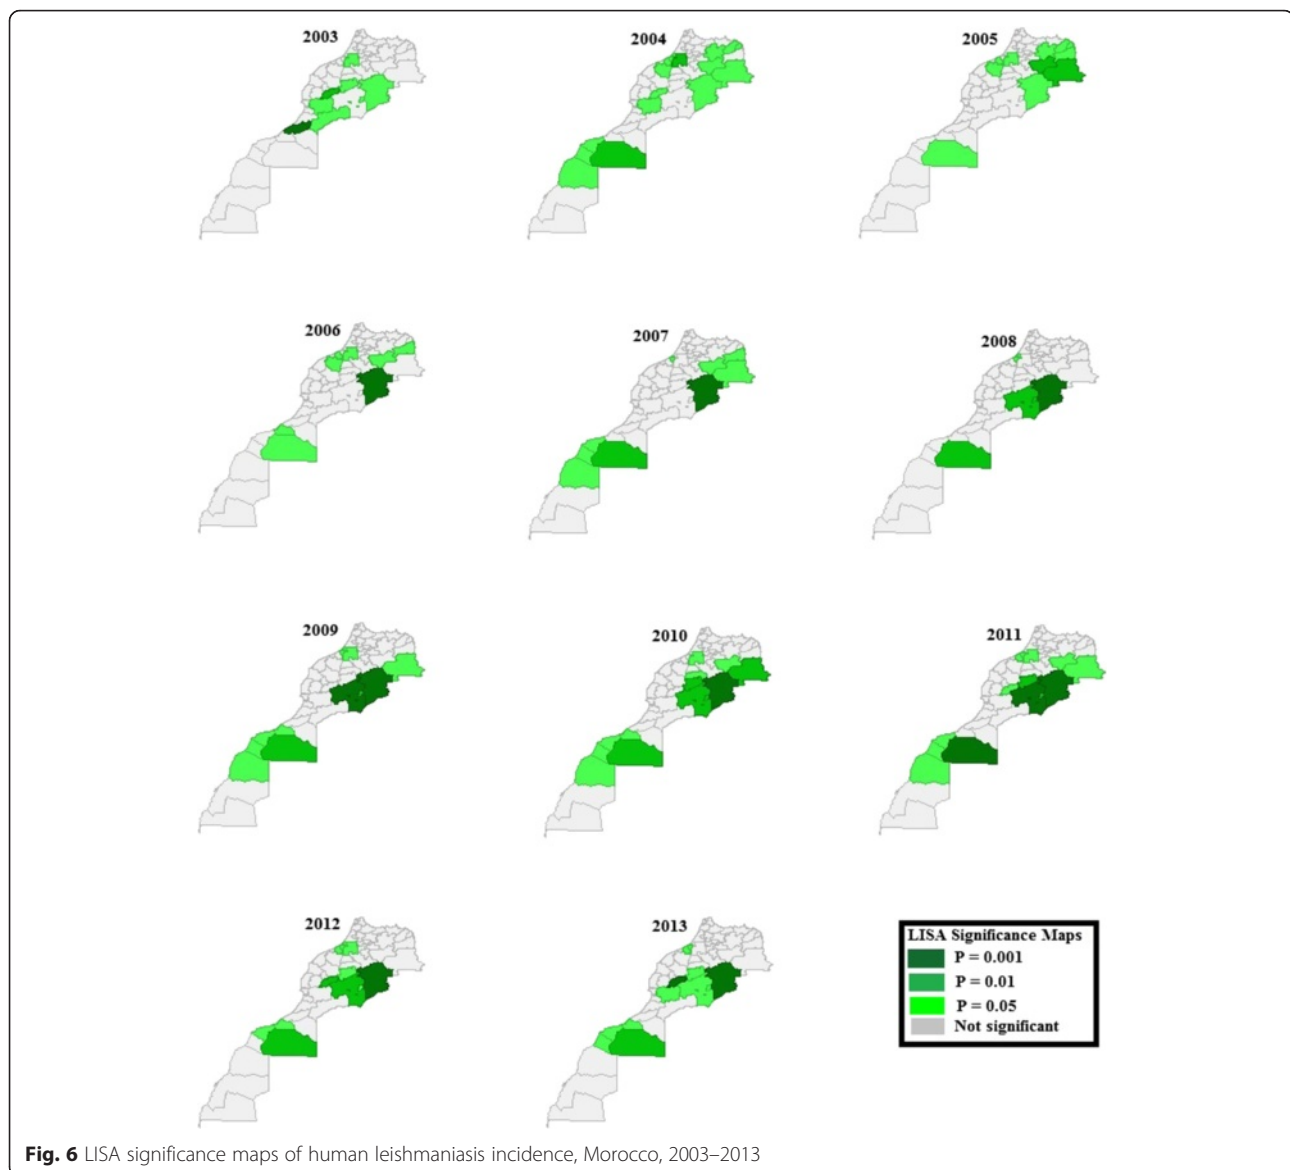 2003
2004
2005
2006
2007
2008
2009
2010
2011
2012
2013
LISA Significance Maps
P = 0.001
P = 0.01
P = 0.05
Not significant
Fig. 6 LISA significance maps of human leishmaniasis incidence, Morocco, 2003–2013